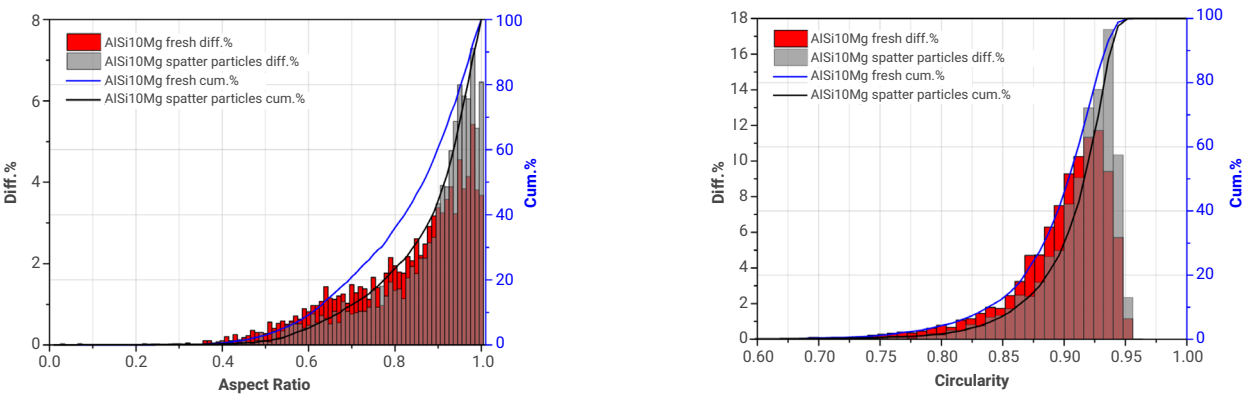 AlSi10Mg fresh diff.%
AlSi10Mg spatter particles diff.%
AlSi10Mg fresh cum.%
AlSi10Mg spatter particles cum.%
Diff.%
8
6
4
2
0
0.0 0.2 0.4 0.6 0.8 1.0
Aspect Ratio
100
80
60
40
20
0
Cum.%
AlSi10Mg fresh diff.%
AlSi10Mg spatter particles diff.%
AlSi10Mg fresh cum.%
AlSi10Mg spatter particles cum.%
Diff.%
18
16
14
12
10
8
6
4
2
0
0.60 0.70 0.75 0.80 0.85 0.90 0.95 1.00
Circularity
100
80
60
40
20
0
Cum.%